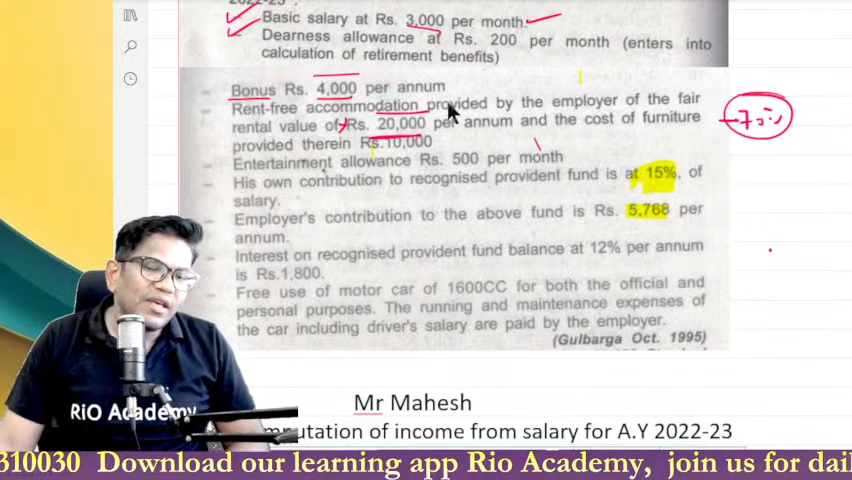 2022-23 :
Basic salary at Rs. 3,000 per month.
Dearness allowance at Rs. 200 per month (enters into
calculation of retirement benefits)
Bonus Rs. 4,000 per annum
Rent-free accommodation provided by the employer of the fair
rental value of Rs. 20,000 per annum and the cost of furniture
provided therein Rs.10,000
Entertainment allowance Rs. 500 per month
His own contribution to recognised provident fund is at 15%, of
salary.
Employer's contribution to the above fund is Rs. 5,768 per
annum.
Interest on recognised provident fund balance at 12% per annum
is Rs.1,800.
Free use of motor car of 1600CC for both the official and
personal purposes. The running and maintenance expenses of
the car including driver's salary are paid by the employer.
(Gulbarga Oct. 1995)
RiO Academy
Mr Mahesh
mputation of income from salary for A.Y 2022-23
310030 Download our learning app Rio Academy, join us for dail